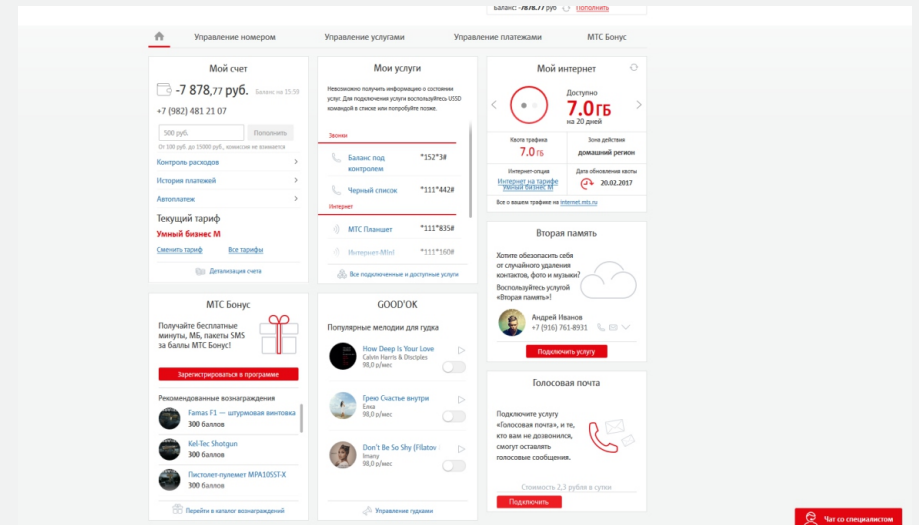 Баланс: -7878.77 руб Пополнить
Управление номером Управление услугами Управление платежами МТС Бонус
Мой счет
-7 878,77 руб. Баланс на 15:59
+7 (982) 481 21 07
500 руб. Пополнить
От 100 руб. до 15000 руб., комиссия не взимается
Контроль расходов
История платежей
Автоплатеж
Текущий тариф
Умный бизнес M
Сменить тариф Все тарифы
Детализация счета
Мои услуги
Невозможно получить информацию о состоянии
услуг. Для подключения услуги воспользуйтесь USSD
командой в списке или попробуйте позже.
Звонки
Баланс под *152*3#
контролем
Черный список *111*442#
Интернет
МТС Планшет *111*835#
Интернет-Mini *111*160#
Все подключенные и доступные услуги
Мой интернет
Доступно
7.0 ГБ
на 20 дней
Квота трафика
7.0 ГБ
Зона действия
домашний регион
Интернет-опция
Интернет на тарифе
Умный бизнес M
Дата обновления квоты
20.02.2017
Все о вашем трафике на internet.mts.ru
Вторая память
Хотите обезопасить себя
от случайного удаления
контактов, фото и музыки?
Воспользуйтесь услугой
«Вторая память»!
Андрей Иванов
+7 (916) 761-8931
Подключить услугу
МТС Бонус
Получайте бесплатные
минуты, МБ, пакеты SMS
за баллы МТС Бонус!
Зарегистрироваться в программе
Рекомендованные вознаграждения
Famas F1 — штурмовая винтовка
300 баллов
Kel-Tec Shotgun
300 баллов
Пистолет-пулемет MPA10SST-X
300 баллов
Перейти в каталог вознаграждений
GOOD'OK
Популярные мелодии для гудка
How Deep Is Your Love
Calvin Harris & Disciples
98,0 р/мес
Грею Счастье внутри
Елка
98,0 р/мес
Don't Be So Shy (Filatov
Imany
98,0 р/мес
Управление гудками
Голосовая почта
Подключите услугу
«Голосовая почта», и те,
кто вам не дозвонился,
смогут оставлять
голосовые сообщения.
Стоимость 2,3 рубля в сутки
Подключить
Чат со специалистом